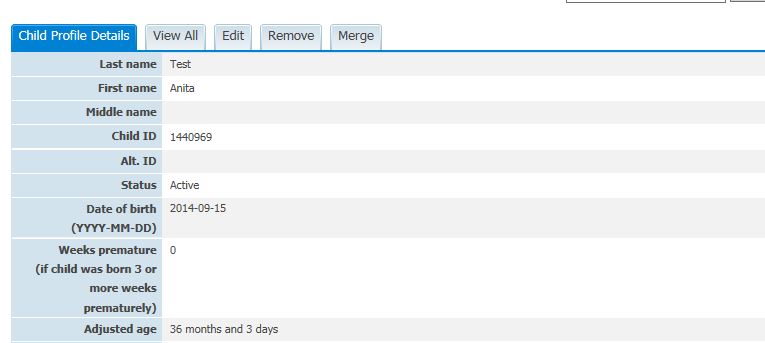 Child Profile Details View All Edit Remove Merge
Last name Test
First name Anita
Middle name
Child ID 1440969
Alt. ID
Status Active
Date of birth 2014-09-15
(YYYY-MM-DD)
Weeks premature 0
(if child was born 3 or
more weeks
prematurely)
Adjusted age 36 months and 3 days